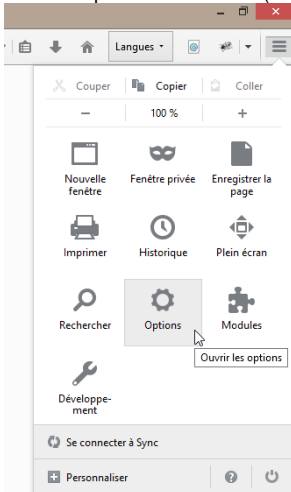 Langues
Couper Copier Coller
− 100 % +
Nouvelle fenêtre
Fenêtre privée
Enregistrer la page
Imprimer
Historique
Plein écran
Rechercher
Options
Modules
Ouvrir les options
Développe-
ment
Se connecter à Sync
Personnaliser
?